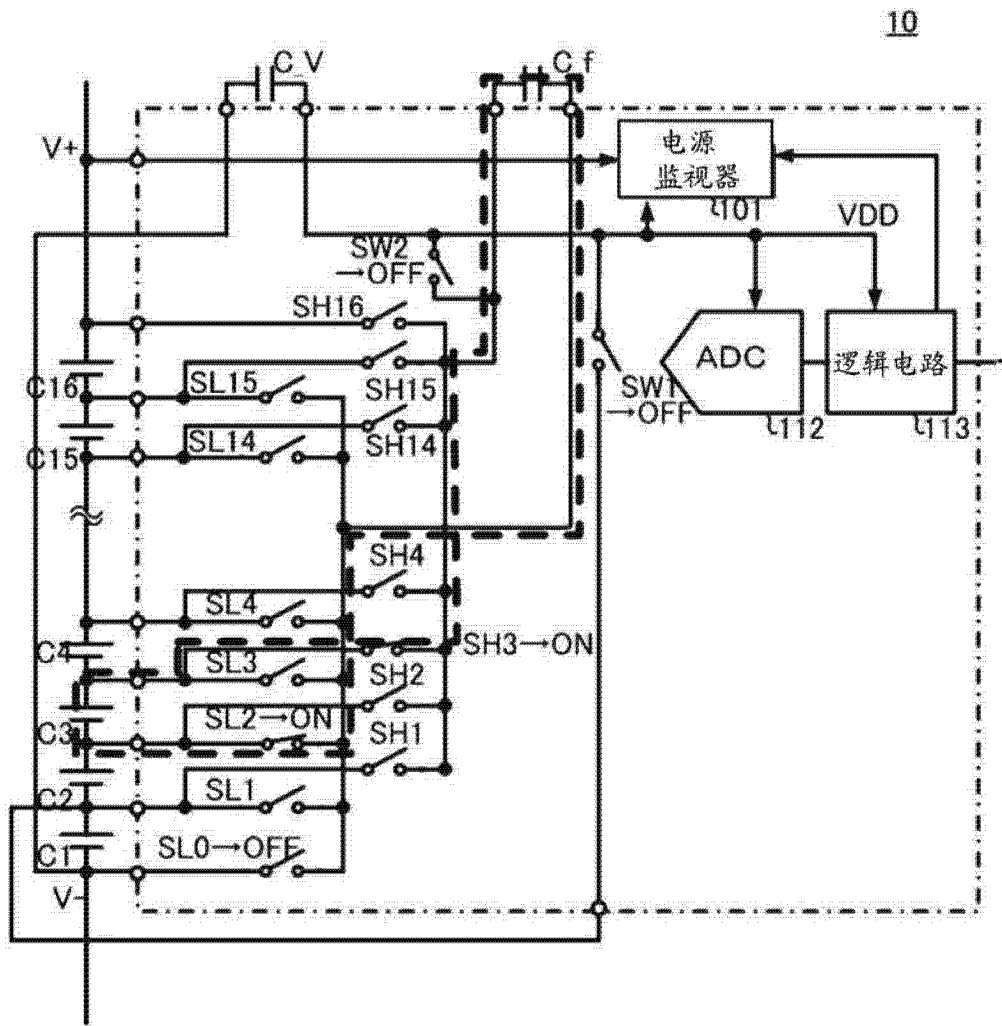 10
C_V
C_f
V+
电源
监视器
101
VDD
SW2
→OFF
SH16
C16
SL15
SH15
ADC
逻辑电路
SW1
→OFF
112
113
C15
SL14
SH14
SH4
SL4
C4
SL3
SH3→ON
SH2
C3
SL2→ON
SH1
C2
SL1
C1
SL0→OFF
V-